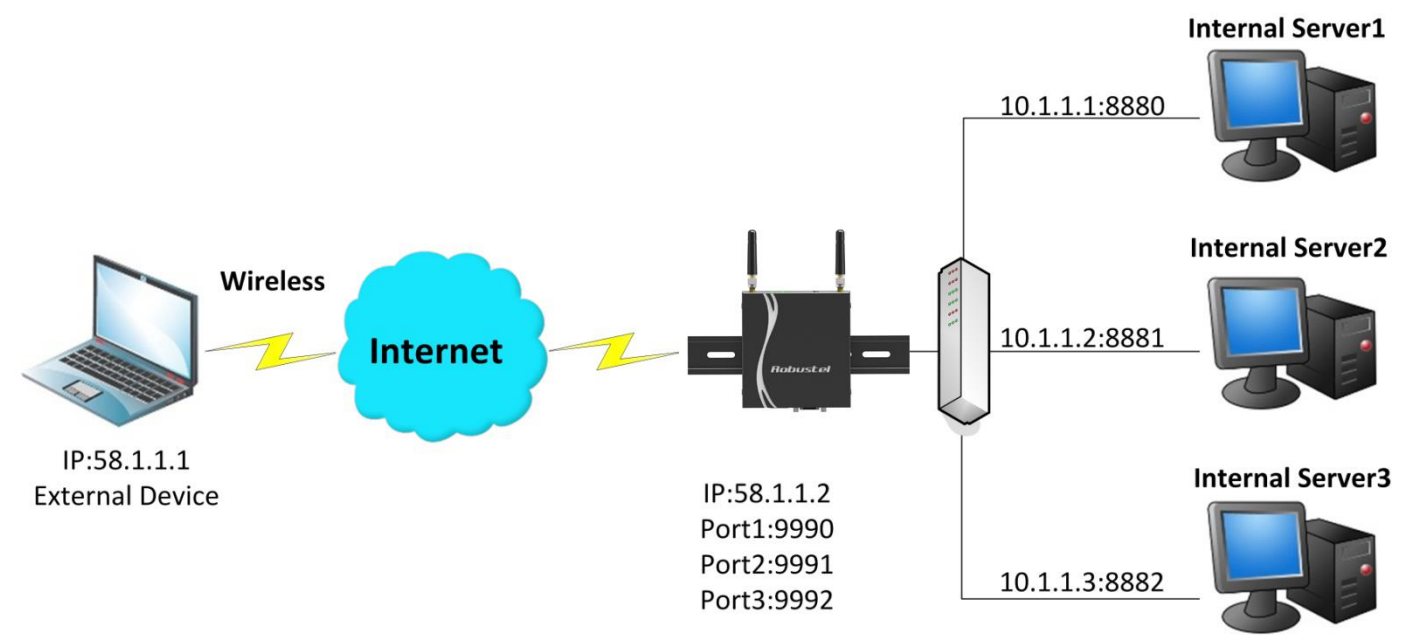 Internal Server1
10.1.1.1:8880
Internal Server2
Wireless
Internet
Robustel
10.1.1.2:8881
IP:58.1.1.1
External Device
IP:58.1.1.2
Port1:9990
Port2:9991
Port3:9992
Internal Server3
10.1.1.3:8882